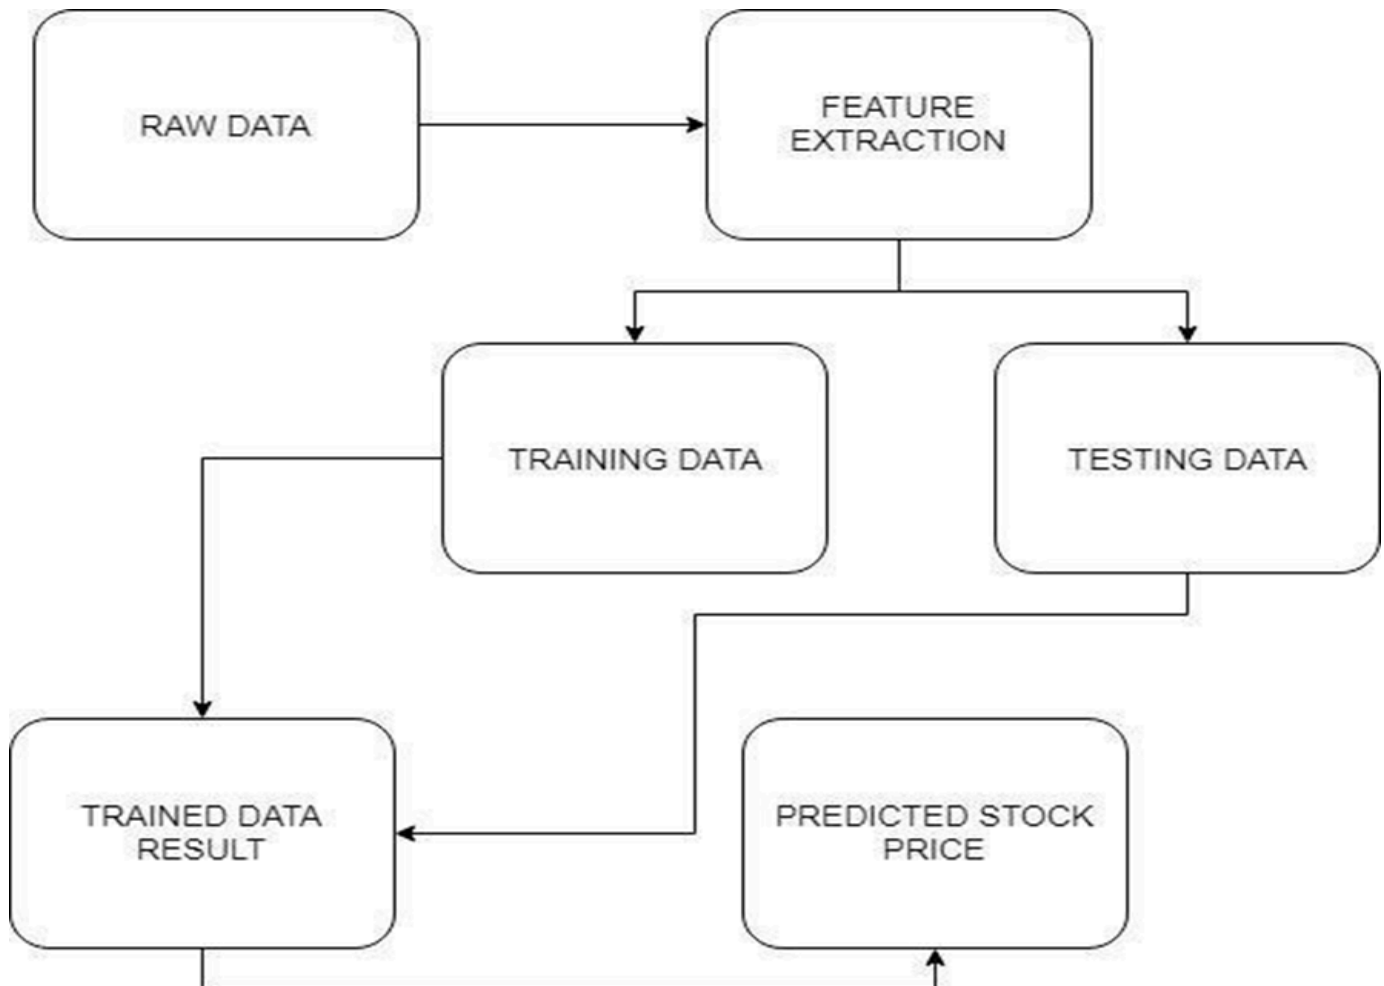 RAW DATA
FEATURE
EXTRACTION
TRAINING DATA
TESTING DATA
TRAINED DATA
RESULT
PREDICTED STOCK
PRICE